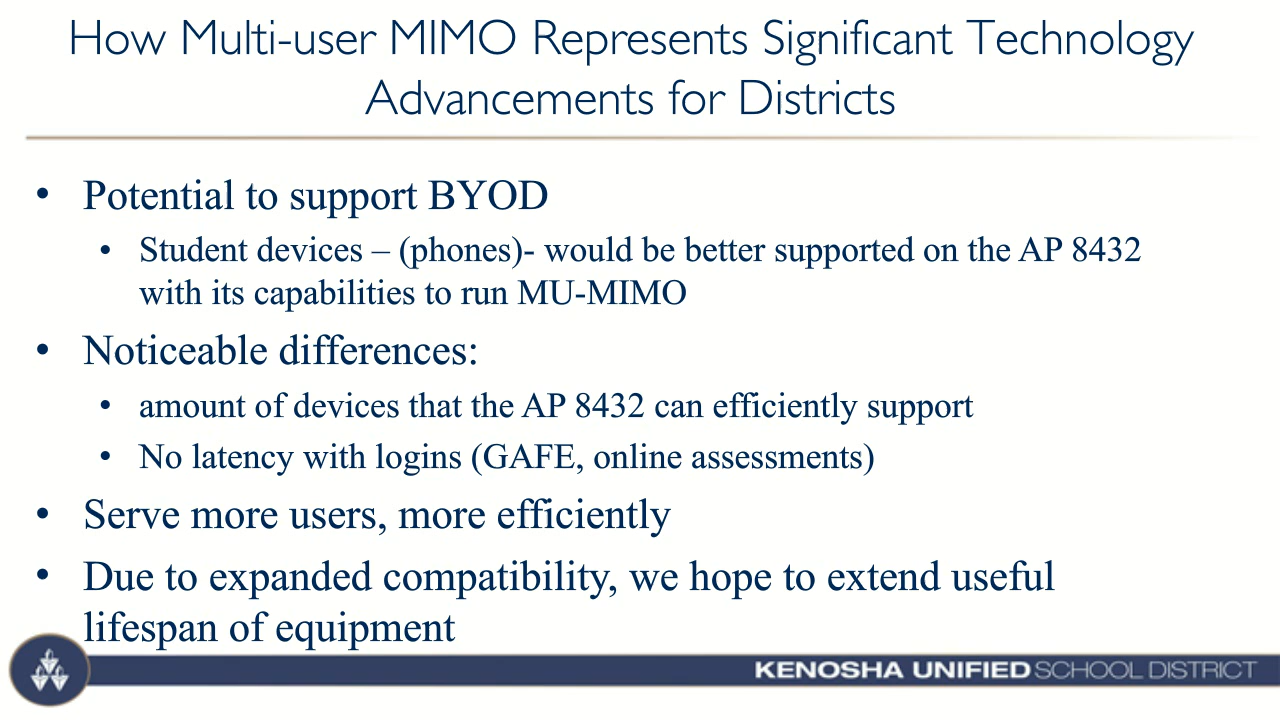 How Multi-user MIMO Represents Significant Technology
Advancements for Districts
• Potential to support BYOD
• Student devices – (phones)- would be better supported on the AP 8432
with its capabilities to run MU-MIMO
• Noticeable differences:
• amount of devices that the AP 8432 can efficiently support
• No latency with logins (GAFE, online assessments)
• Serve more users, more efficiently
• Due to expanded compatibility, we hope to extend useful
lifespan of equipment
KENOSHA UNIFIED SCHOOL DISTRICT